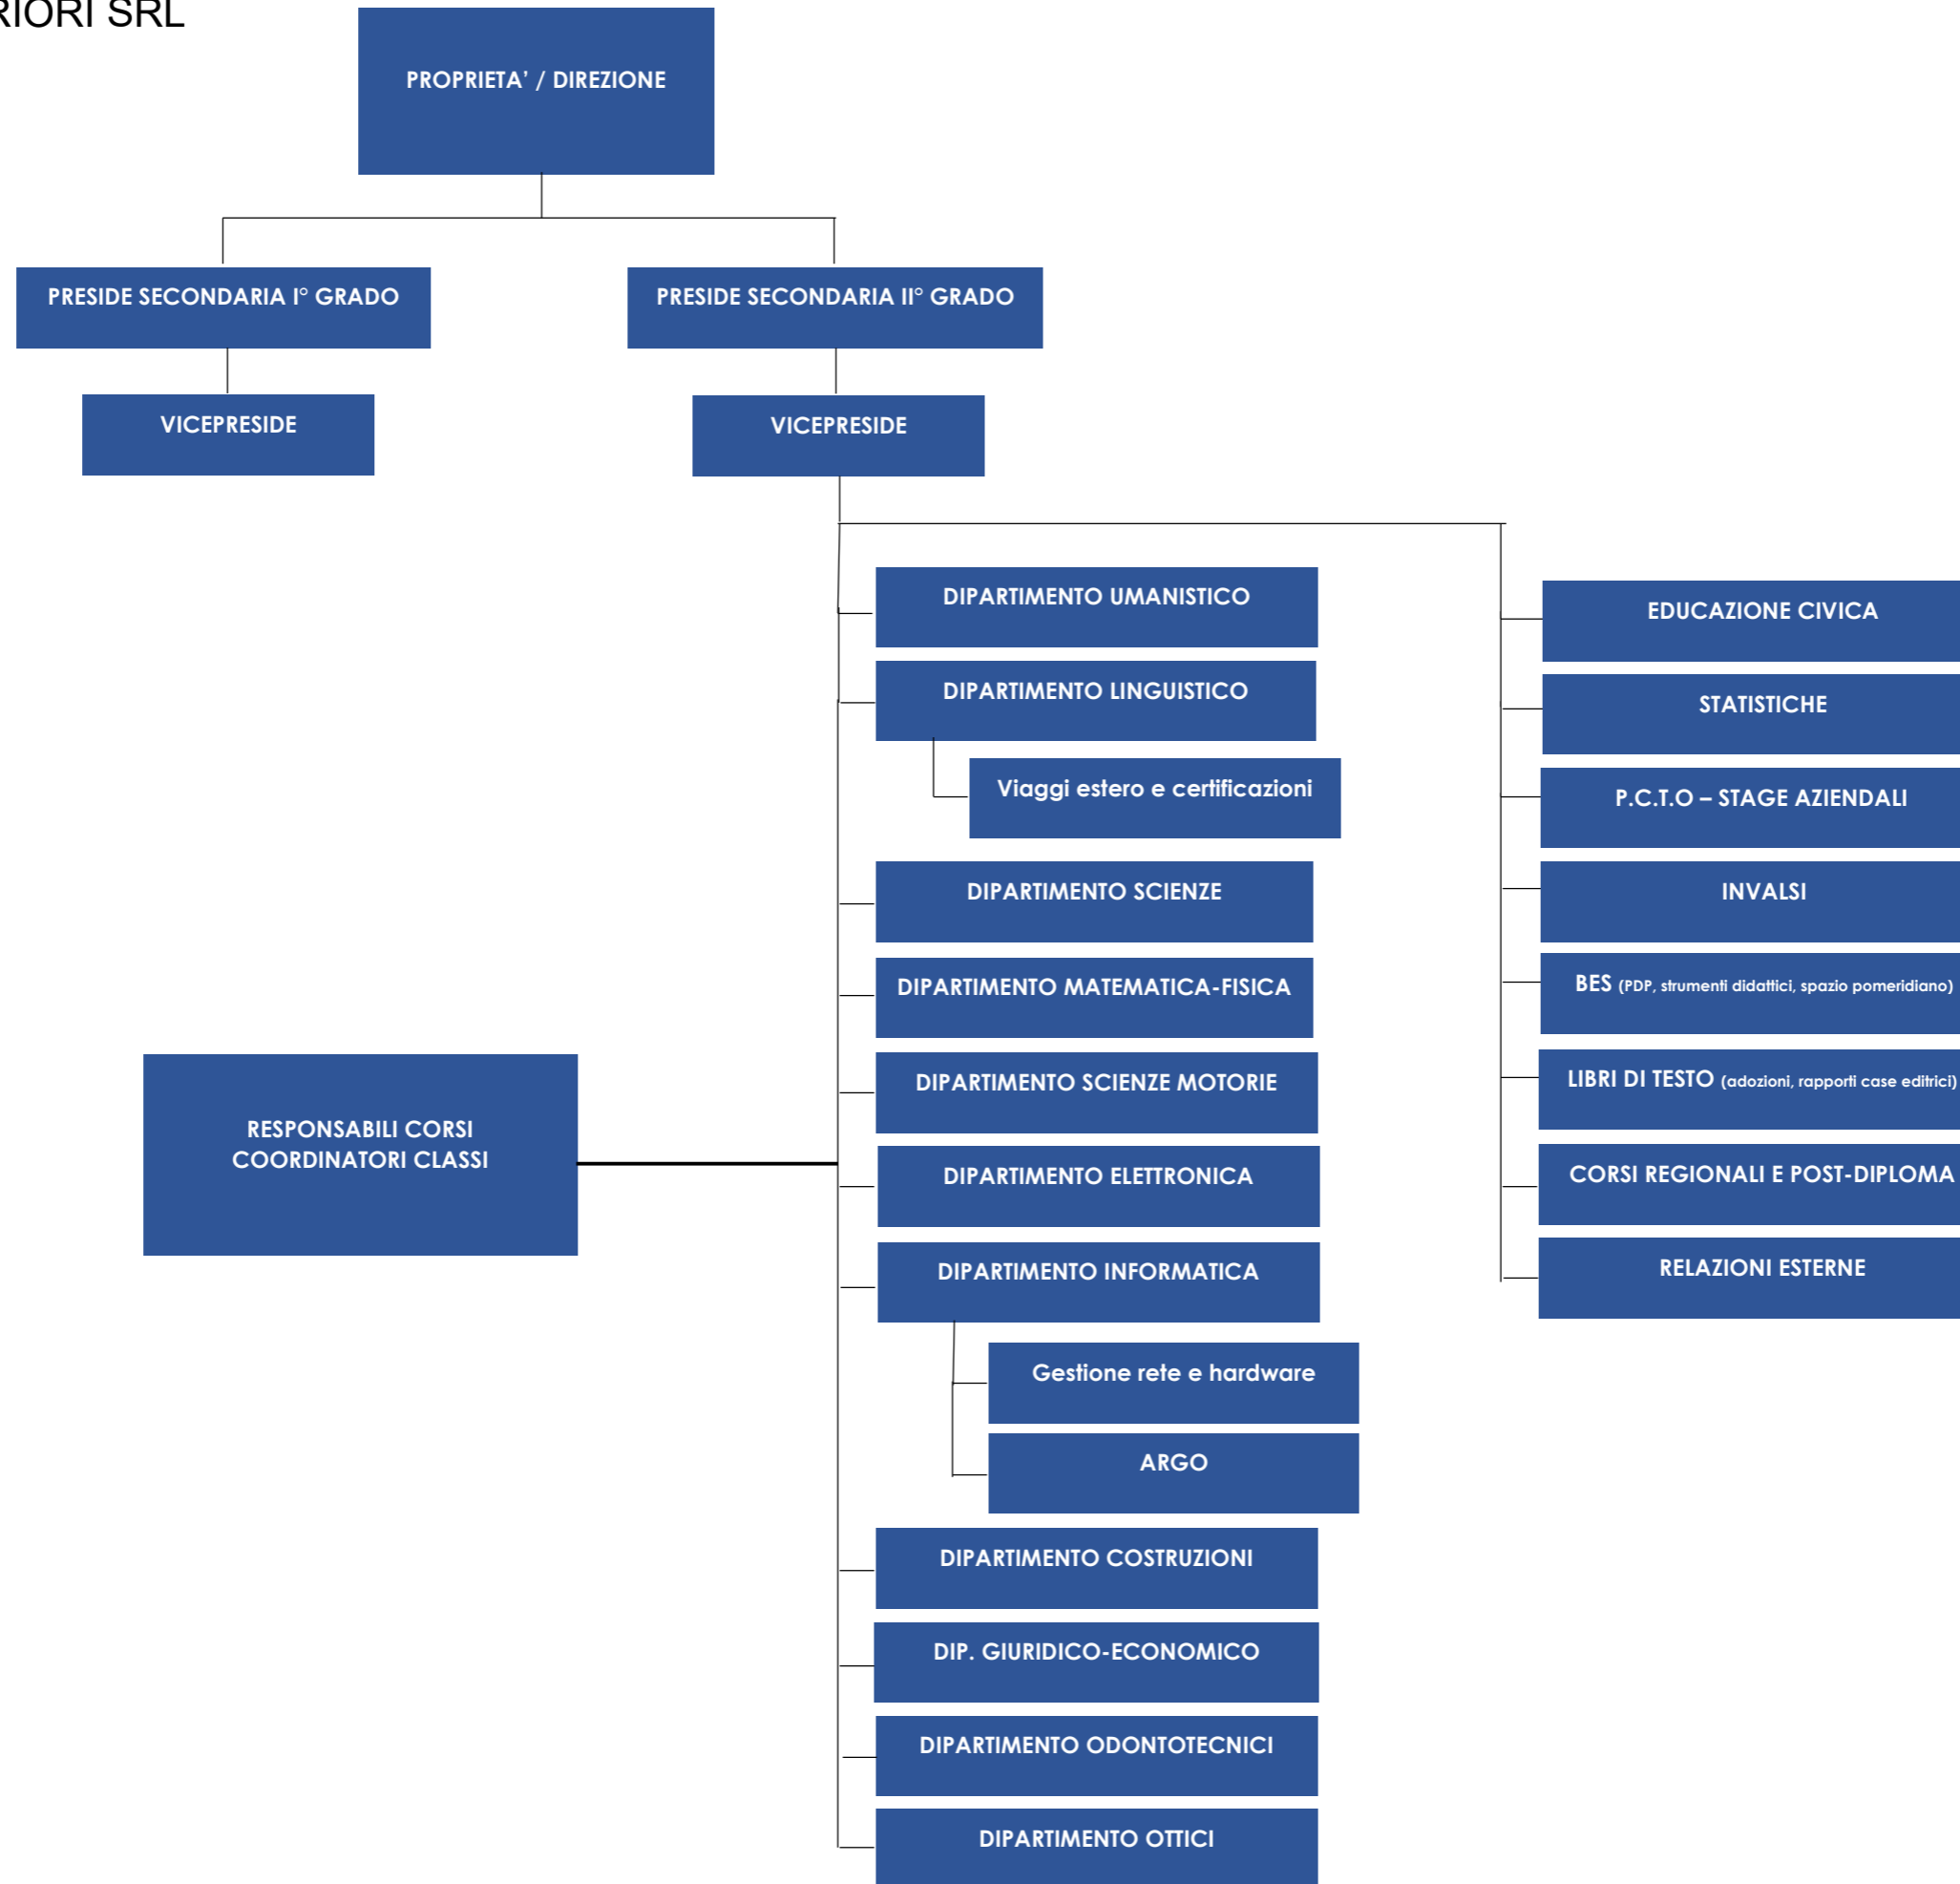 RIORI SRL
PROPRIETA’ / DIREZIONE
PRESIDE SECONDARIA I° GRADO
PRESIDE SECONDARIA II° GRADO
VICEPRESIDE
VICEPRESIDE
DIPARTIMENTO UMANISTICO
DIPARTIMENTO LINGUISTICO
Viaggi estero e certificazioni
DIPARTIMENTO SCIENZE
DIPARTIMENTO MATEMATICA-FISICA
DIPARTIMENTO SCIENZE MOTORIE
RESPONSABILI CORSI
COORDINATORI CLASSI
DIPARTIMENTO ELETTRONICA
DIPARTIMENTO INFORMATICA
Gestione rete e hardware
ARGO
DIPARTIMENTO COSTRUZIONI
DIP. GIURIDICO-ECONOMICO
DIPARTIMENTO ODONTOTECNICI
DIPARTIMENTO OTTICI
EDUCAZIONE CIVICA
STATISTICHE
P.C.T.O – STAGE AZIENDALI
INVALSI
BES (PDP, strumenti didattici, spazio pomeridiano)
LIBRI DI TESTO (adozioni, rapporti case editrici)
CORSI REGIONALI E POST-DIPLOMA
RELAZIONI ESTERNE